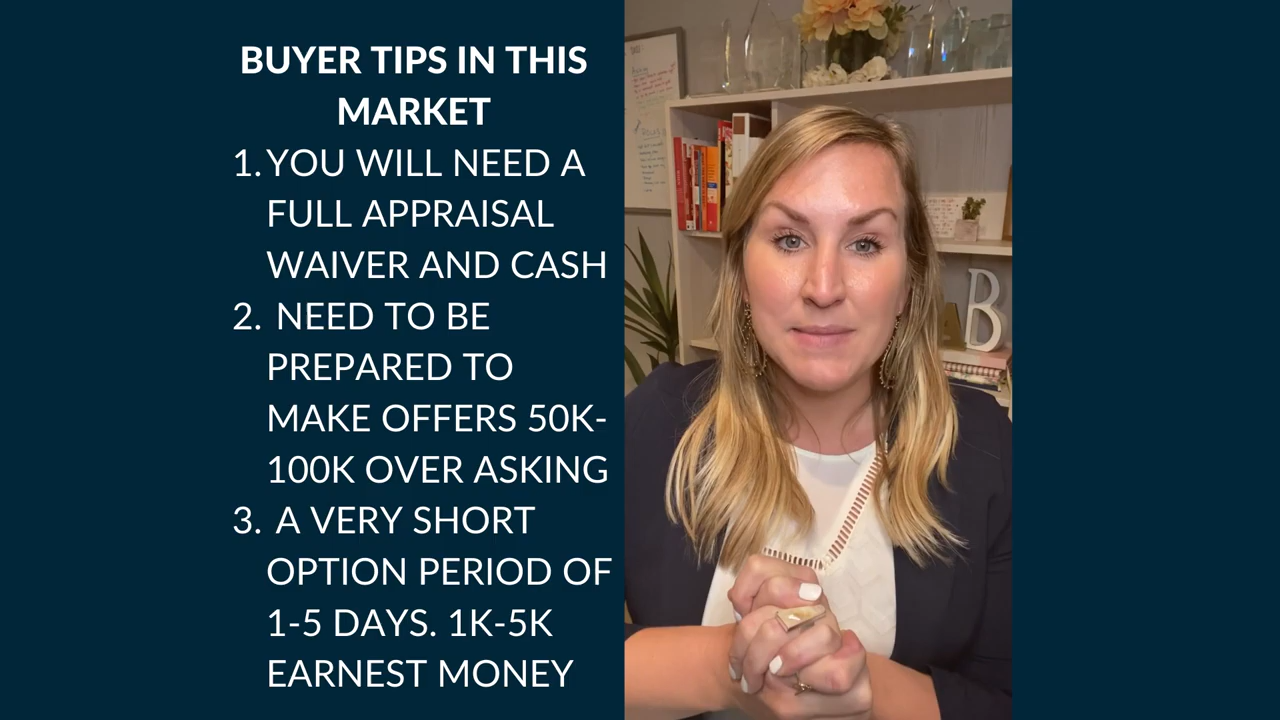 BUYER TIPS IN THIS
MARKET
1. YOU WILL NEED A
FULL APPRAISAL
WAIVER AND CASH
2. NEED TO BE
PREPARED TO
MAKE OFFERS 50K-
100K OVER ASKING
3. A VERY SHORT
OPTION PERIOD OF
1-5 DAYS. 1K-5K
EARNEST MONEY
B